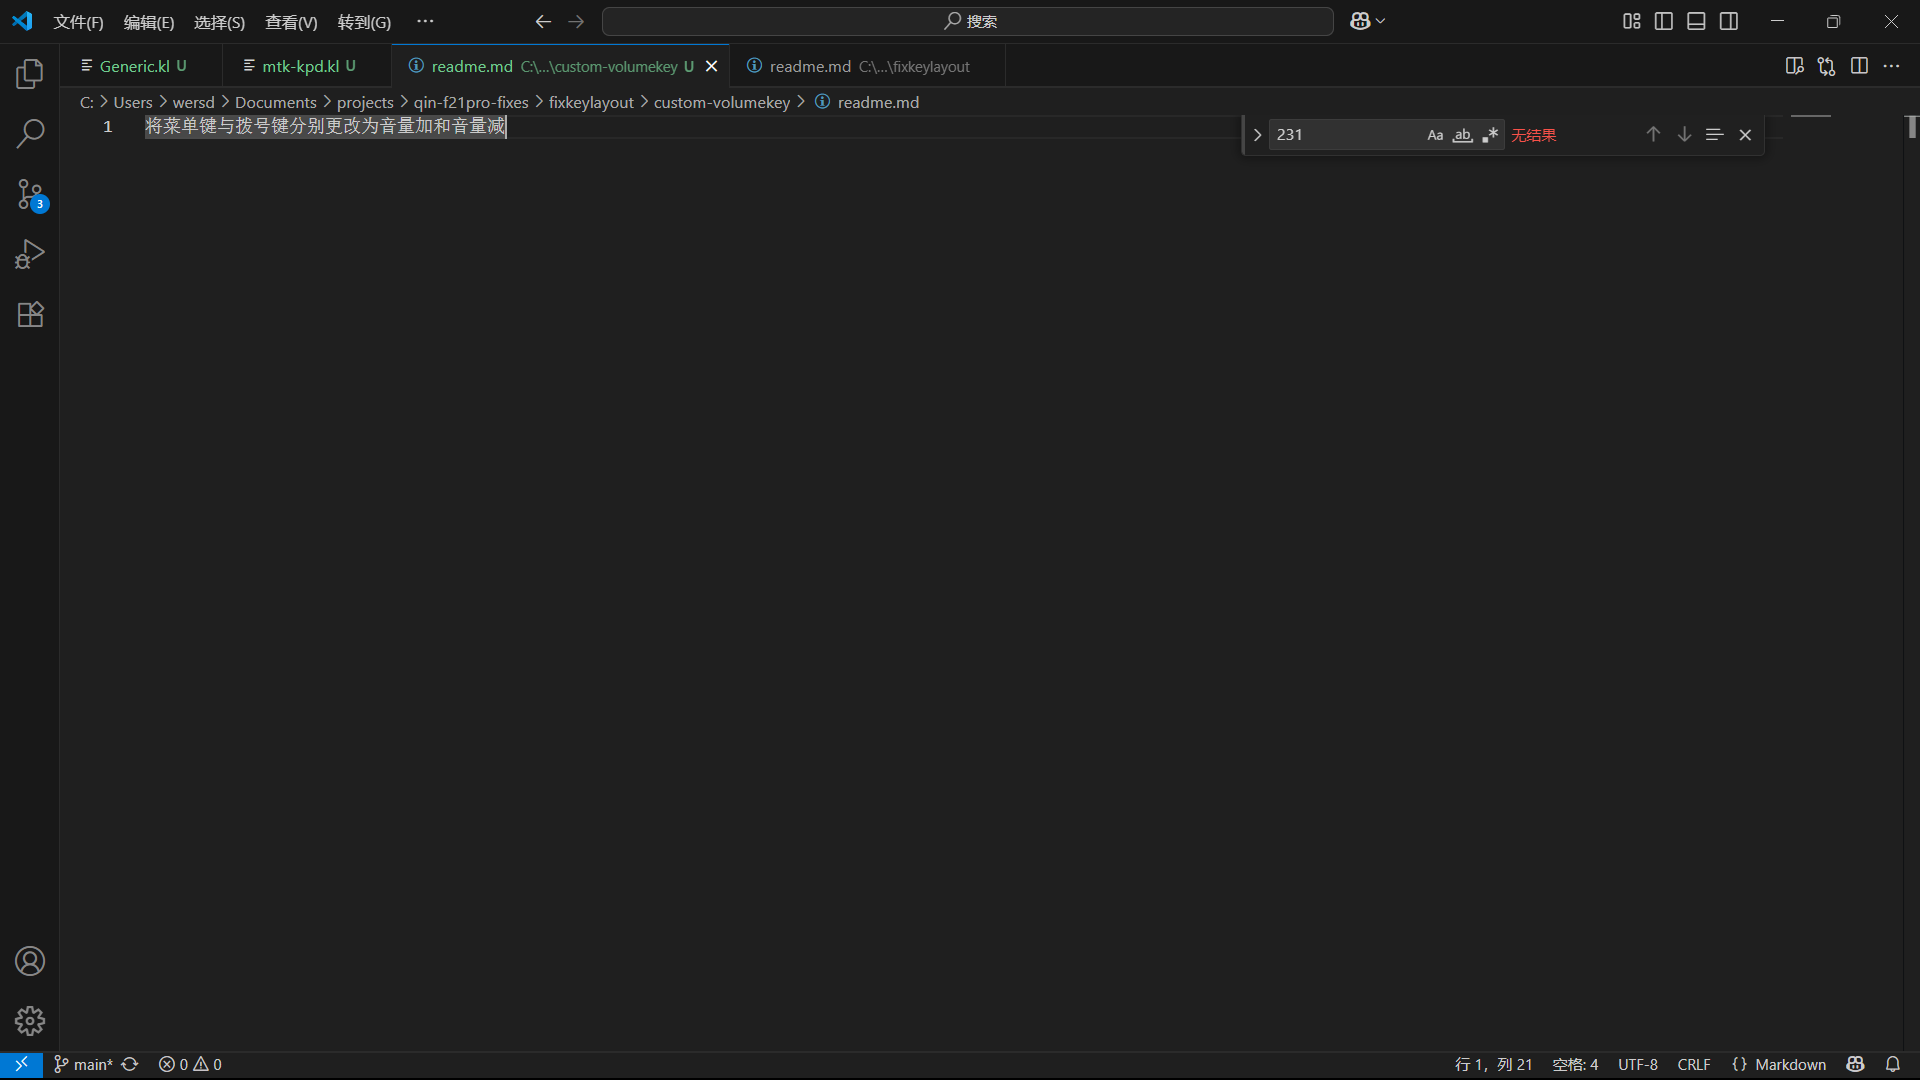 文件(F) 编辑(E) 选择(S) 查看(V) 转到(G) ··· 搜索
Generic.kl U mtk-kpd.kl U readme.md C:\...\custom-volumekey U readme.md C:\...\fixkeylayout
C: > Users > wersd > Documents > projects > qin-f21pro-fixes > fixkeylayout > custom-volumekey > readme.md
1 将菜单键与拨号键分别更改为音量加和音量减
231 Aa ab .* 无结果
3
main* 0 0 行 1，列 21 空格: 4 UTF-8 CRLF {} Markdown